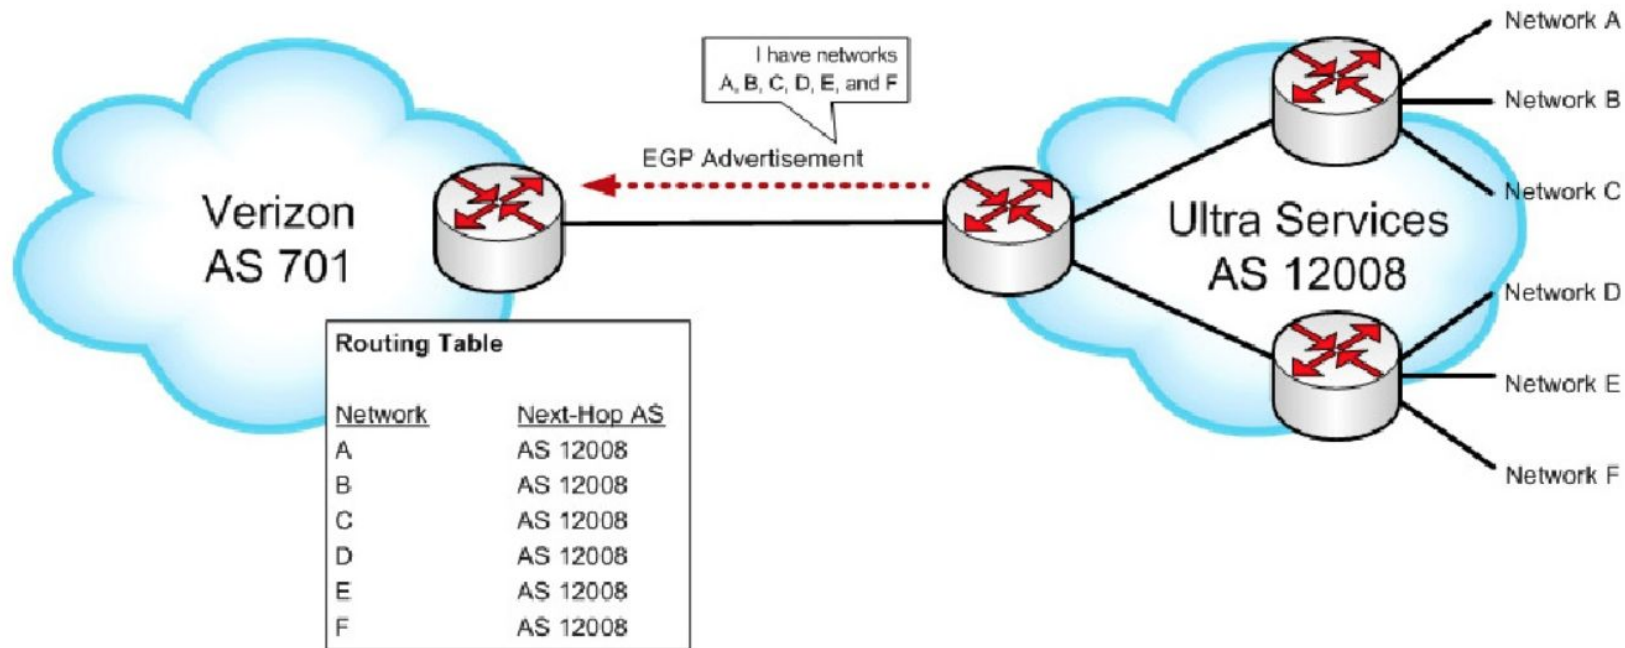 I have networks
A, B, C, D, E, and F
EGP Advertisement
Verizon
AS 701
Ultra Services
AS 12008
Network A
Network B
Network C
Network D
Network E
Network F
Routing Table
Network Next-Hop AS
A AS 12008
B AS 12008
C AS 12008
D AS 12008
E AS 12008
F AS 12008